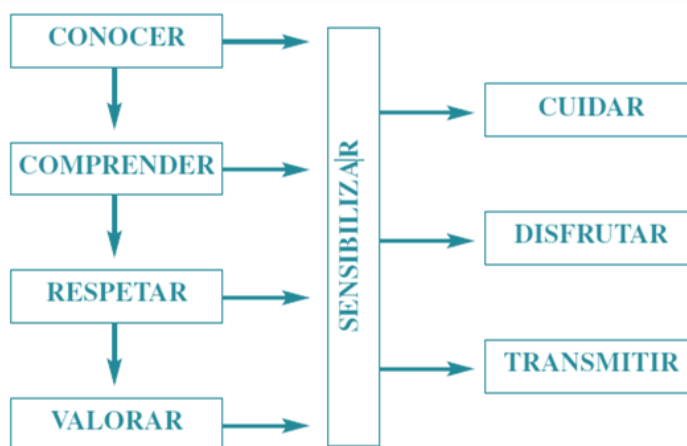 CONOCER
COMPRENDER
RESPETAR
VALORAR
SENSIBILIZAR
CUIDAR
DISFRUTAR
TRANSMITIR